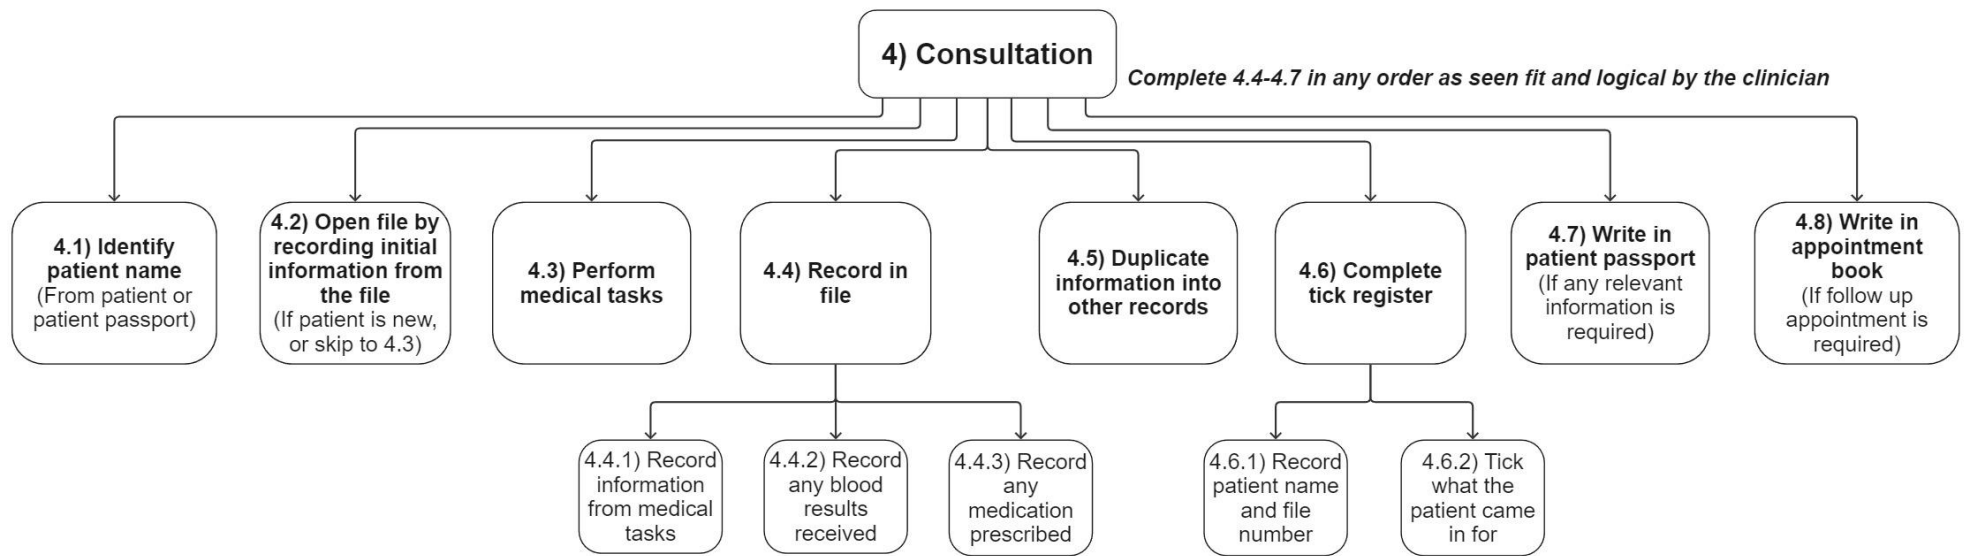 4) Consultation
Complete 4.4-4.7 in any order as seen fit and logical by the clinician
4.1) Identify
patient name
(From patient or
patient passport)
4.2) Open file by
recording initial
information from
the file
(If patient is new,
or skip to 4.3)
4.3) Perform
medical tasks
4.4) Record in
file
4.5) Duplicate
information into
other records
4.6) Complete
tick register
4.7) Write in
patient passport
(If any relevant
information is
required)
4.8) Write in
appointment
book
(If follow up
appointment is
required)
4.4.1) Record
information
from medical
tasks
4.4.2) Record
any blood
results
received
4.4.3) Record
any
medication
prescribed
4.6.1) Record
patient name
and file
number
4.6.2) Tick
what the
patient came
in for